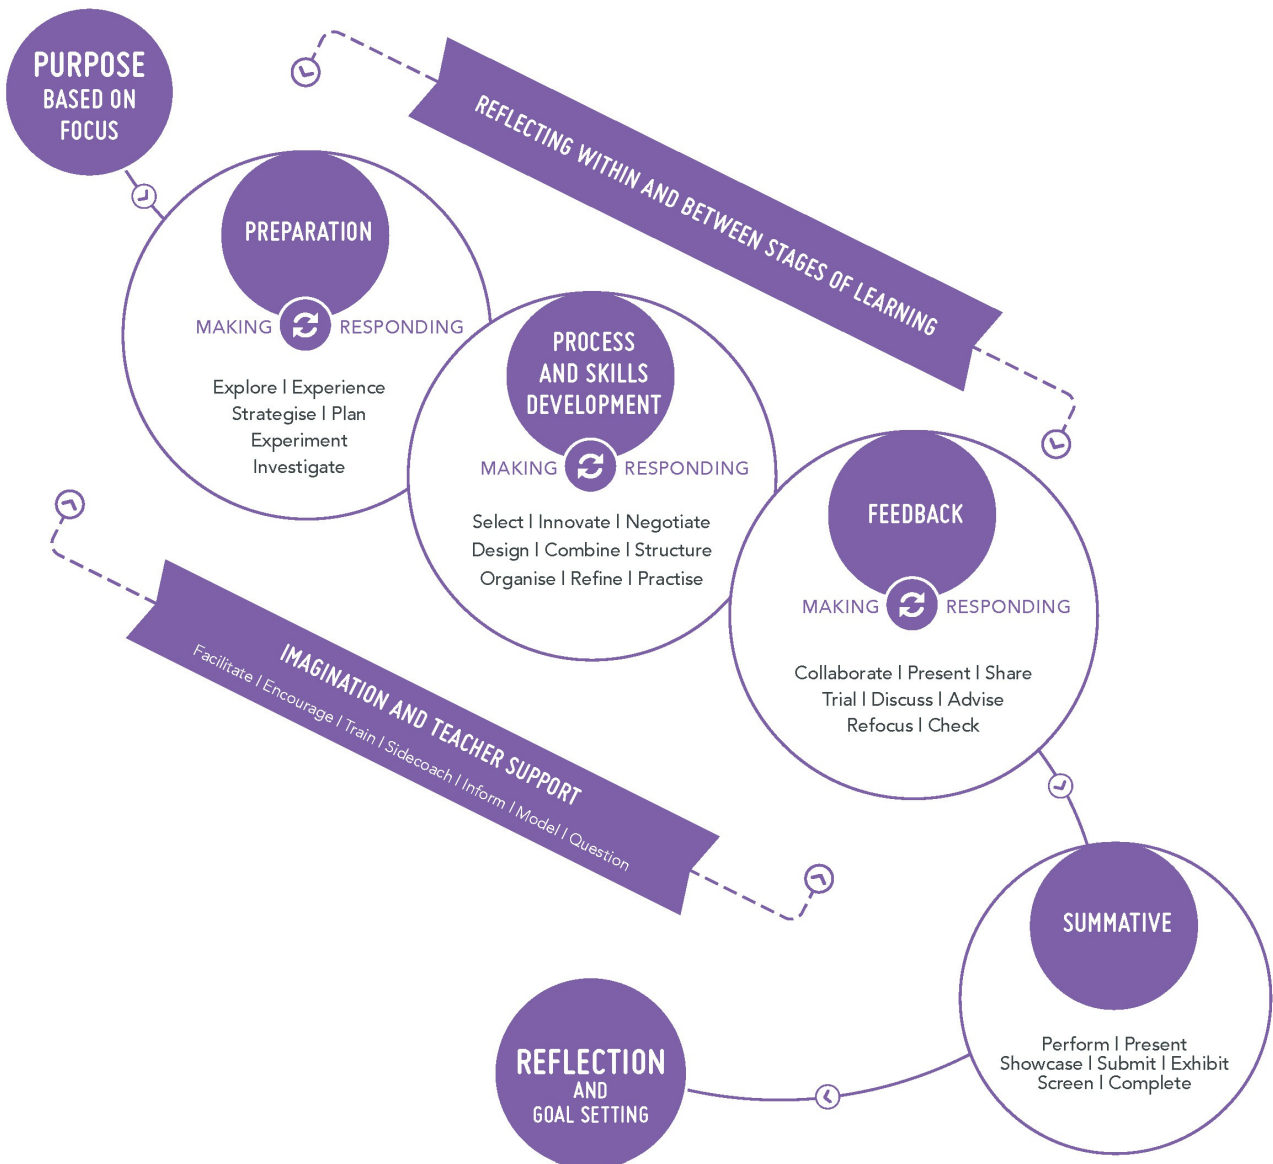 PURPOSE
BASED ON
FOCUS
REFLECTING WITHIN AND BETWEEN STAGES OF LEARNING
PREPARATION
MAKING RESPONDING
Explore | Experience
Strategise | Plan
Experiment
Investigate
PROCESS
AND SKILLS
DEVELOPMENT
MAKING RESPONDING
Select | Innovate | Negotiate
Design | Combine | Structure
Organise | Refine | Practise
FEEDBACK
MAKING RESPONDING
Collaborate | Present | Share
Trial | Discuss | Advise
Refocus | Check
IMAGINATION AND TEACHER SUPPORT
Facilitate | Encourage | Train | Sidecoach | Inform | Model | Question
SUMMATIVE
Perform | Present
Showcase | Submit | Exhibit
Screen | Complete
REFLECTION
AND
GOAL SETTING